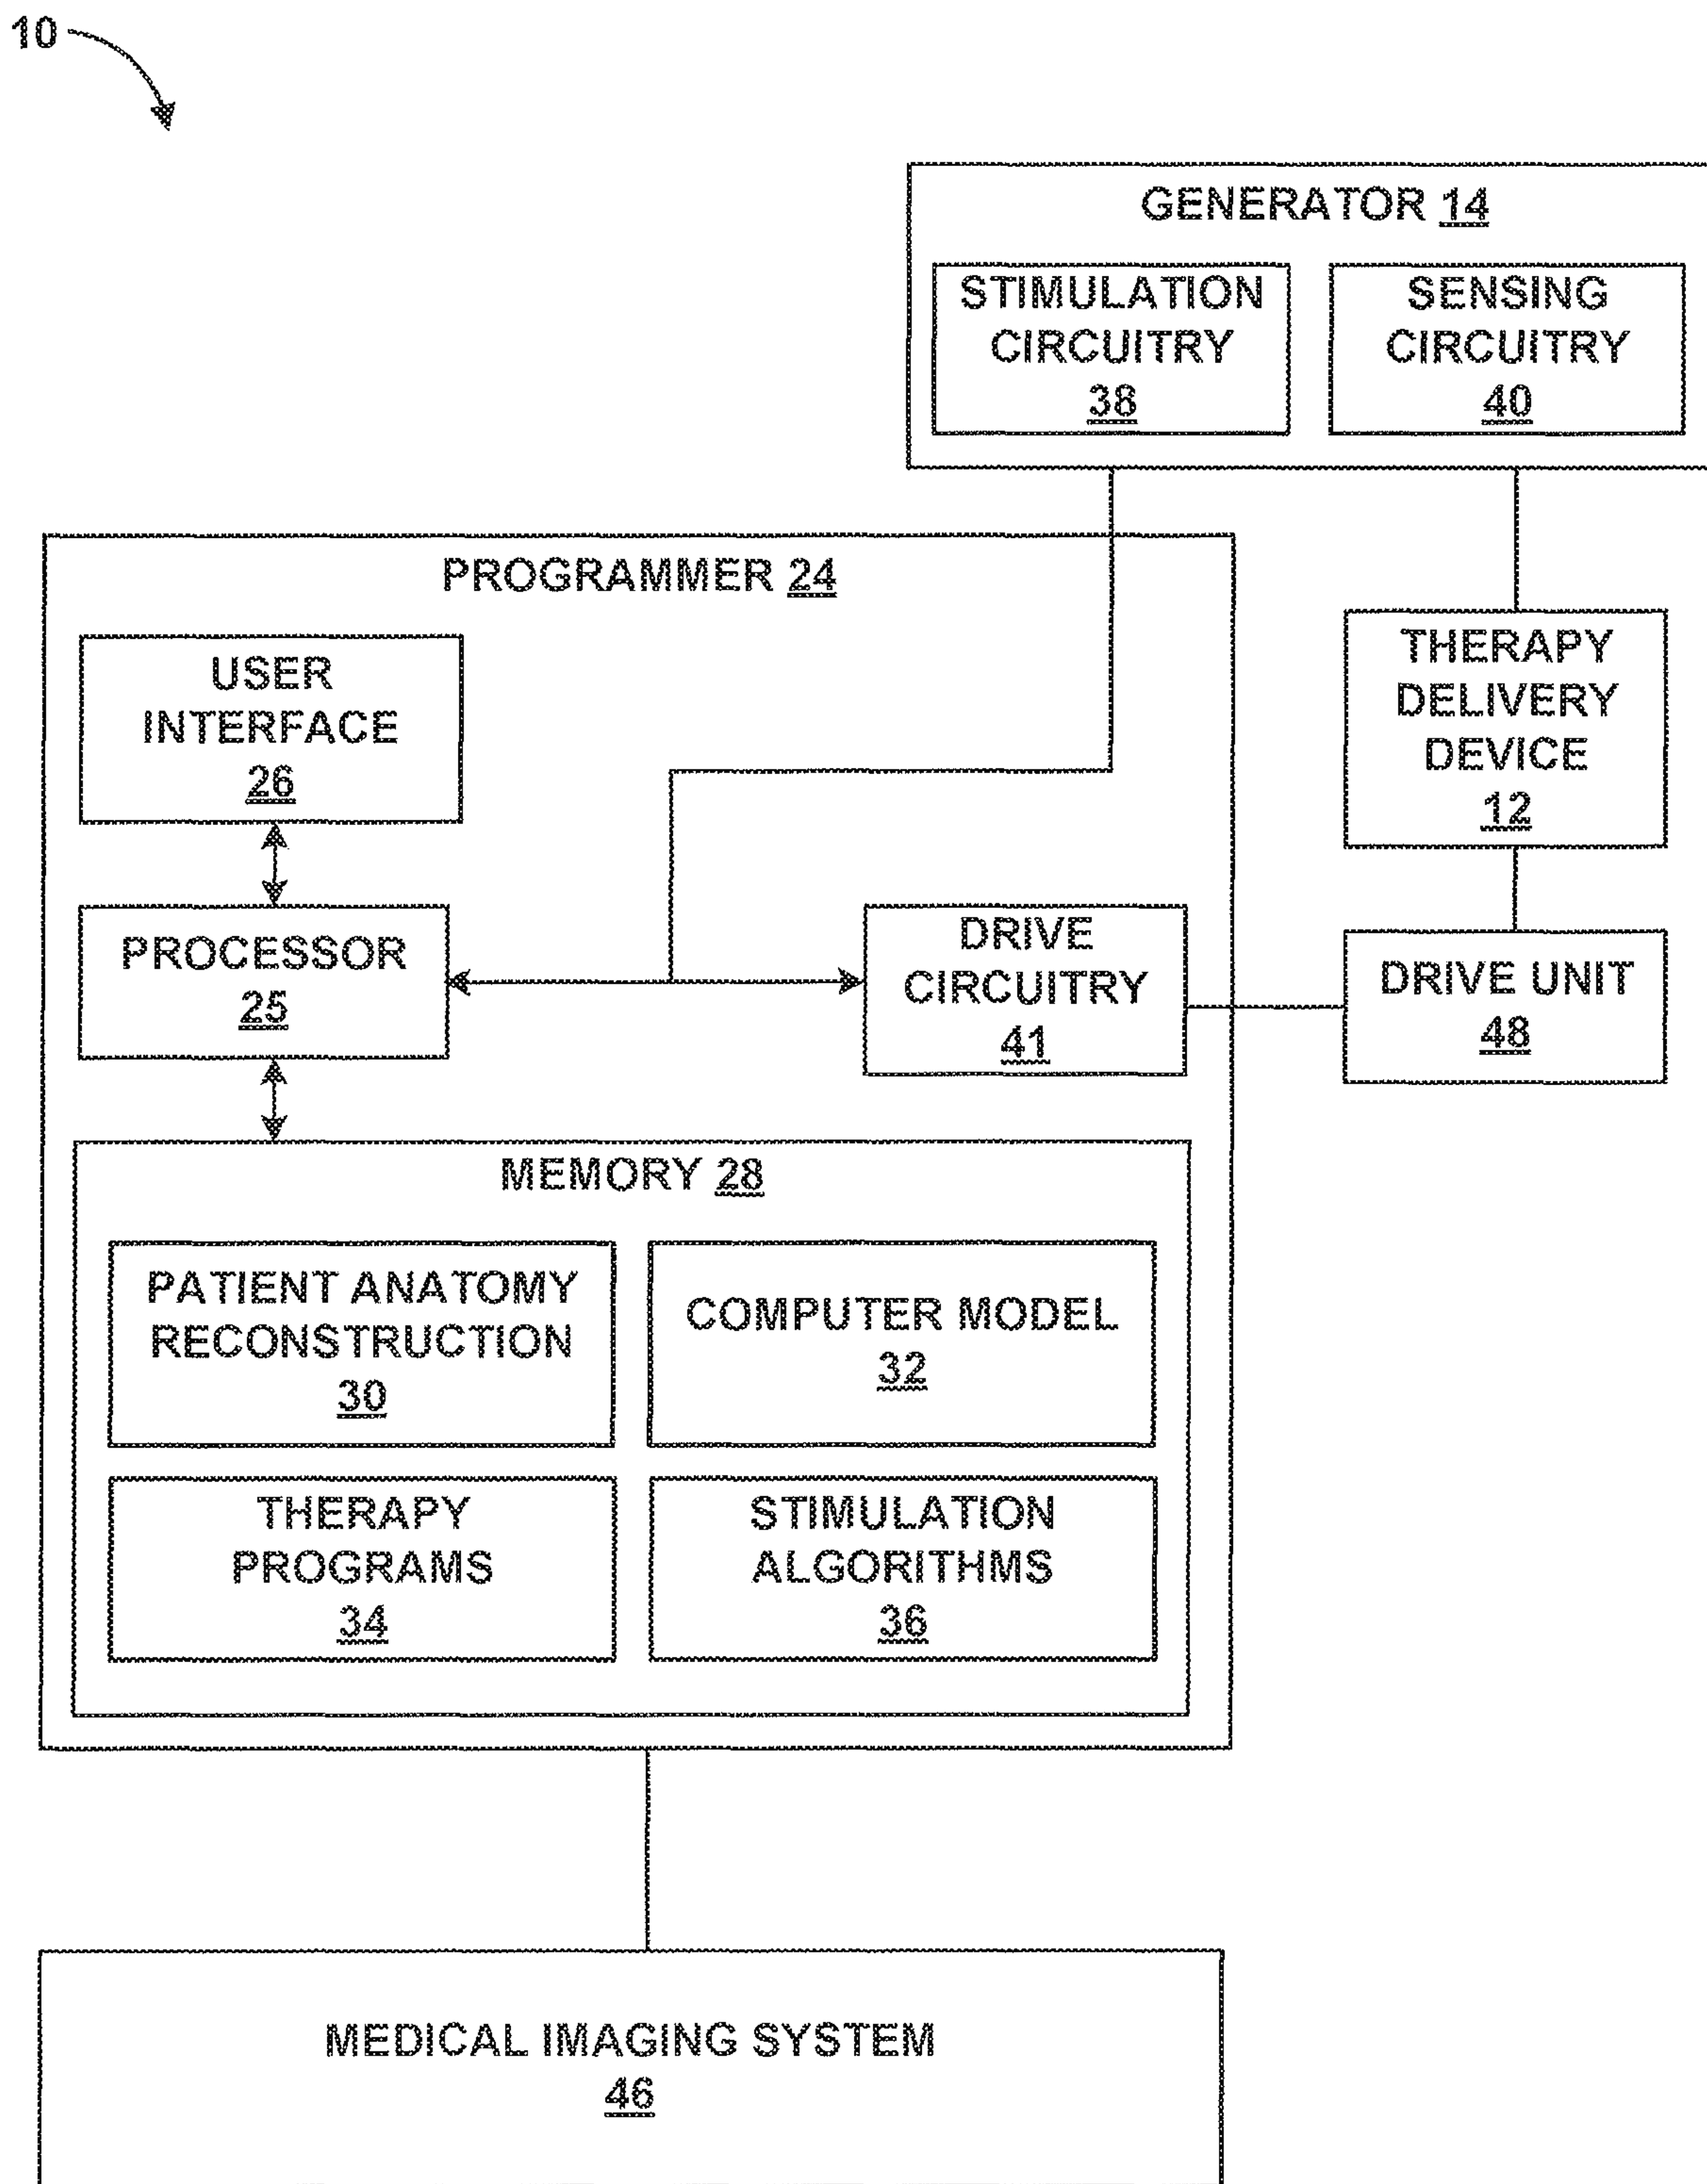 10
GENERATOR 14
STIMULATION
CIRCUITRY
38
SENSING
CIRCUITRY
40
PROGRAMMER 24
USER
INTERFACE
26
THERAPY
DELIVERY
DEVICE
12
PROCESSOR
25
DRIVE
CIRCUITRY
41
DRIVE UNIT
48
MEMORY 28
PATIENT ANATOMY
RECONSTRUCTION
30
COMPUTER MODEL
32
THERAPY
PROGRAMS
34
STIMULATION
ALGORITHMS
36
MEDICAL IMAGING SYSTEM
46